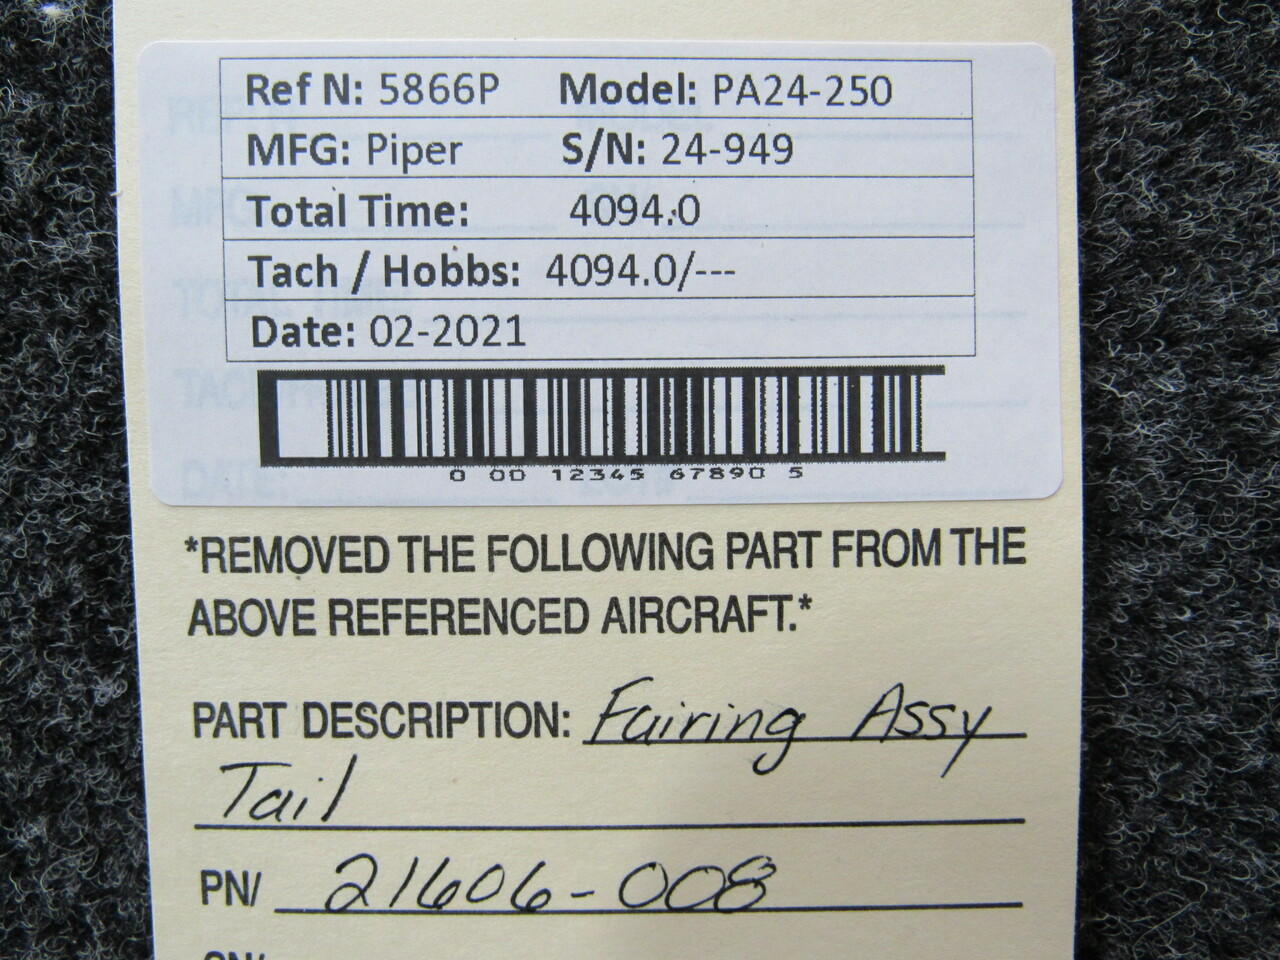 Ref N: 5866P Model: PA24-250
MFG: Piper S/N: 24-949
Total Time: 4094.0
Tach / Hobbs: 4094.0/---
Date: 02-2021
0 00 12345 67890 5
*REMOVED THE FOLLOWING PART FROM THE
ABOVE REFERENCED AIRCRAFT.*
PART DESCRIPTION: Fairing Assy
Tail
PN/ 21606-008